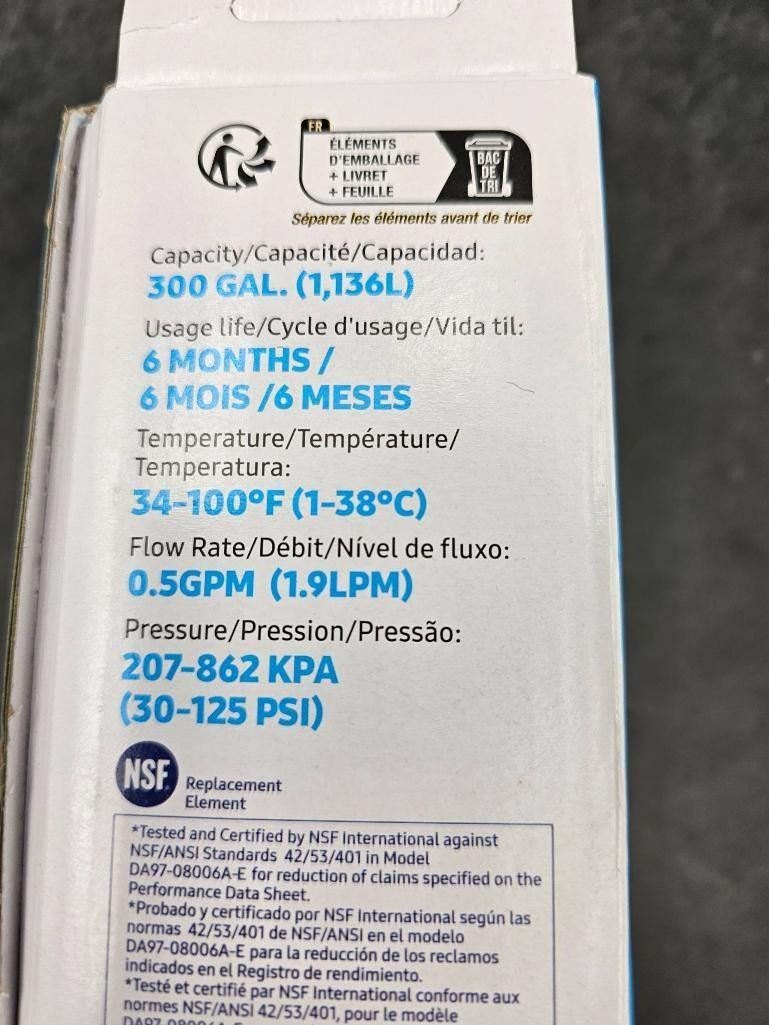 FR
ÉLÉMENTS
D'EMBALLAGE
+ LIVRET
+ FEUILLE
BAC
DE
TRI
Séparez les éléments avant de trier
Capacity/Capacité/Capacidad:
300 GAL. (1,136L)
Usage life/Cycle d'usage/Vida til:
6 MONTHS /
6 MOIS /6 MESES
Temperature/Température/
Temperatura:
34-100°F (1-38°C)
Flow Rate/Débit/Nível de fluxo:
0.5GPM (1.9LPM)
Pressure/Pression/Pressão:
207-862 KPA
(30-125 PSI)
NSF
Replacement
Element
*Tested and Certified by NSF International against
NSF/ANSI Standards 42/53/401 in Model
DA97-08006A-E for reduction of claims specified on the
Performance Data Sheet.
*Probado y certificado por NSF International según las
normas 42/53/401 de NSF/ANSI en el modelo
DA97-08006A-E para la reducción de los reclamos
indicados en el Registro de rendimiento.
*Testé et certifié par NSF International conforme aux
normes NSF/ANSI 42/53/401, pour le modèle